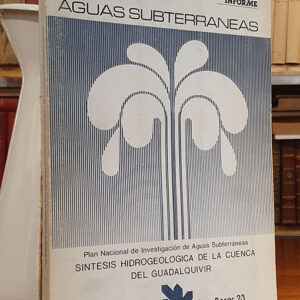 INFORME
AGUAS SUBTERRANEAS
Plan Nacional de Investigación de Aguas Subterráneas
SINTESIS HIDROGEOLOGICA DE LA CUENCA
DEL GUADALQUIVIR